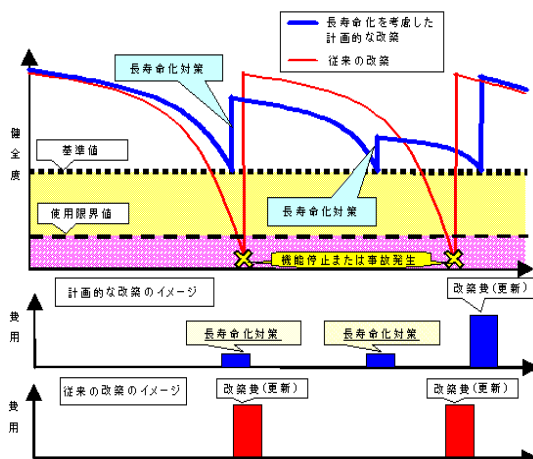 長寿命化を考慮した
計画的な改築
従来の改築
長寿命化対策
健全度
基準値
長寿命化対策
使用限界値
機能停止または事故発生
計画的な改築のイメージ
改築費(更新)
費用
長寿命化対策
長寿命化対策
従来の改築のイメージ
改築費(更新)
改築費(更新)
費用